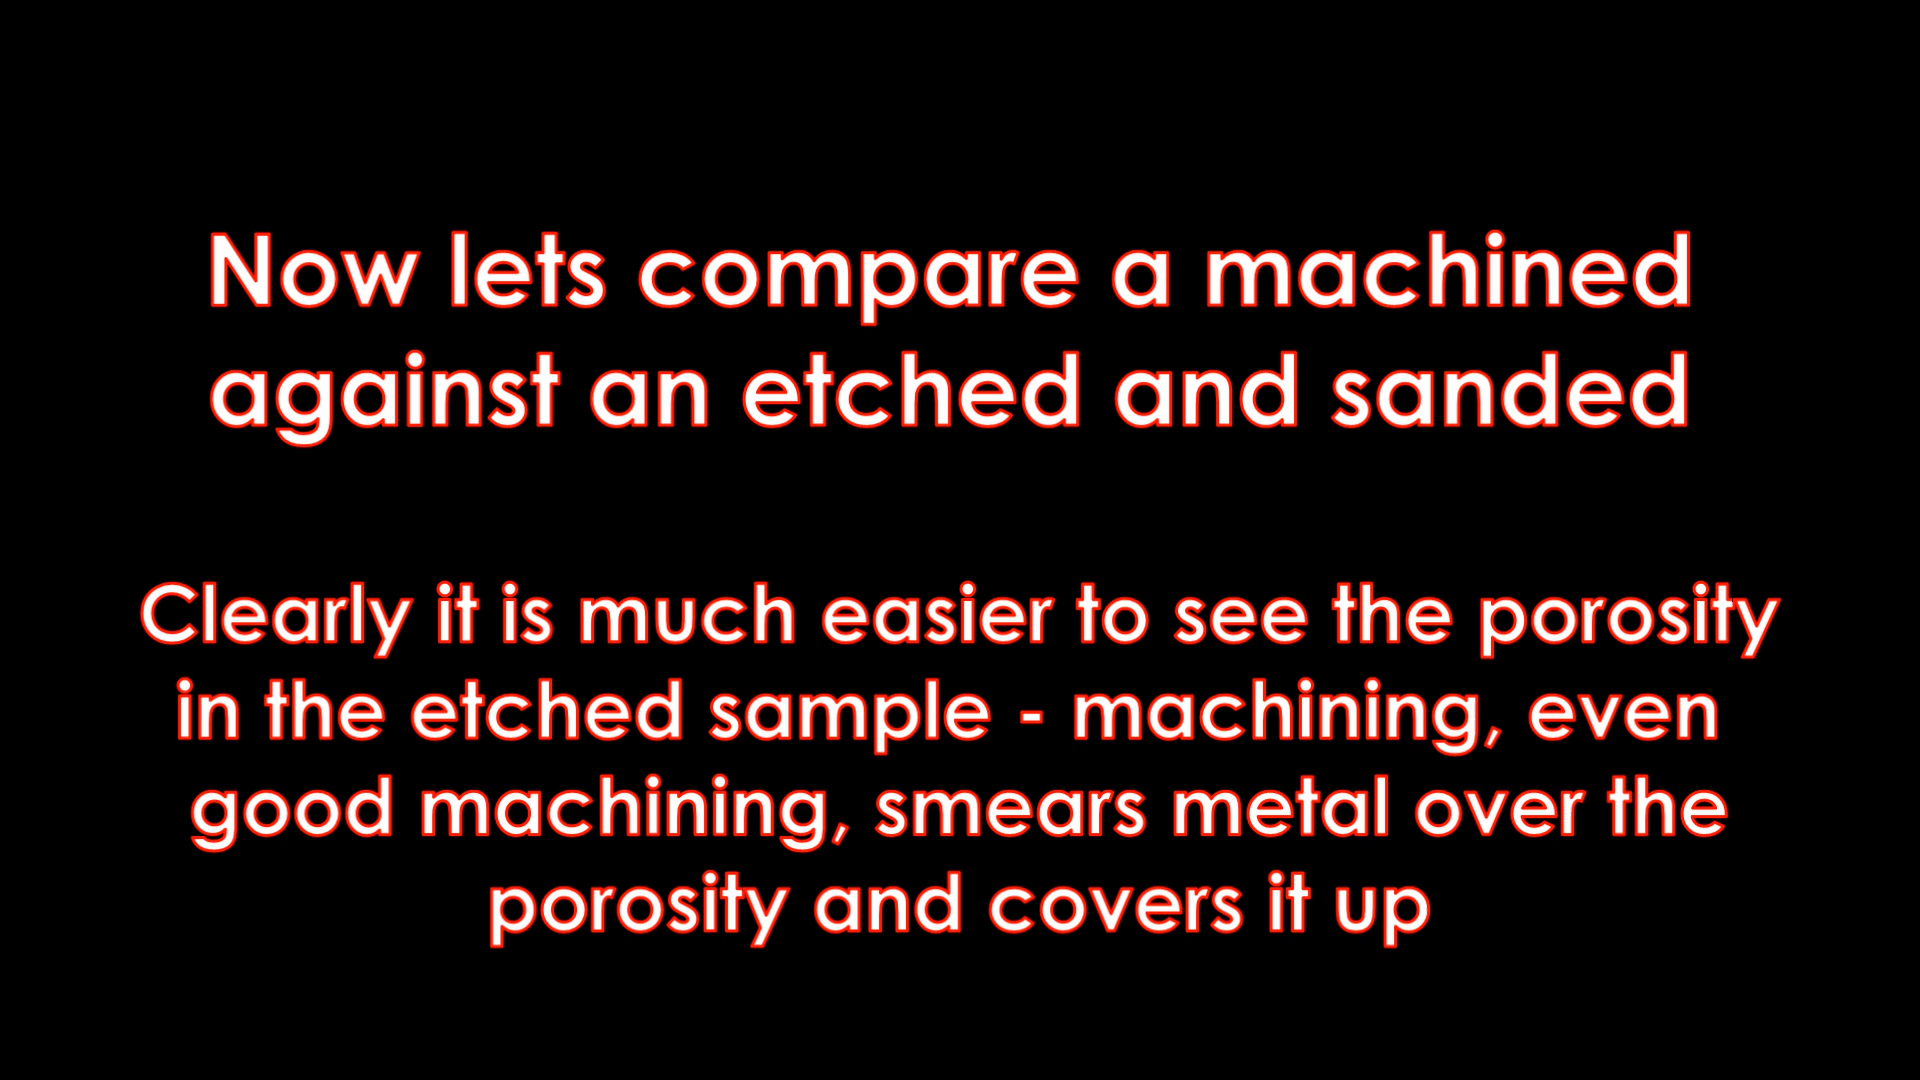 Now lets compare a machined
against an etched and sanded
Clearly it is much easier to see the porosity
in the etched sample - machining, even
good machining, smears metal over the
porosity and covers it up